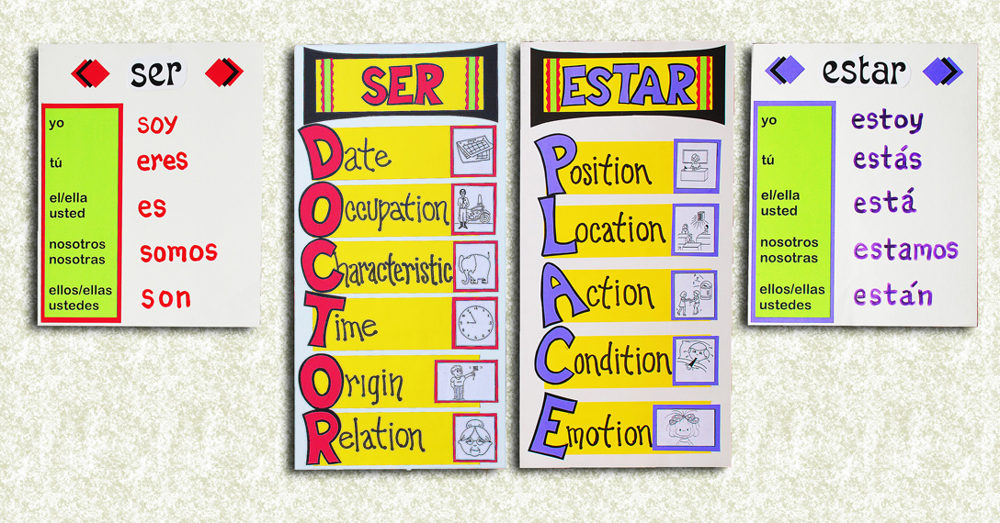 ser
yo soy
tú eres
el/ella
usted es
nosotros
nosotras somos
ellos/ellas
ustedes son
SER
Date
Occupation
Characteristic
Time
Origin
Relation
ESTAR
Position
Location
Action
Condition
Emotion
estar
yo estoy
tú estás
el/ella
usted está
nosotros
nosotras estamos
ellos/ellas
ustedes están